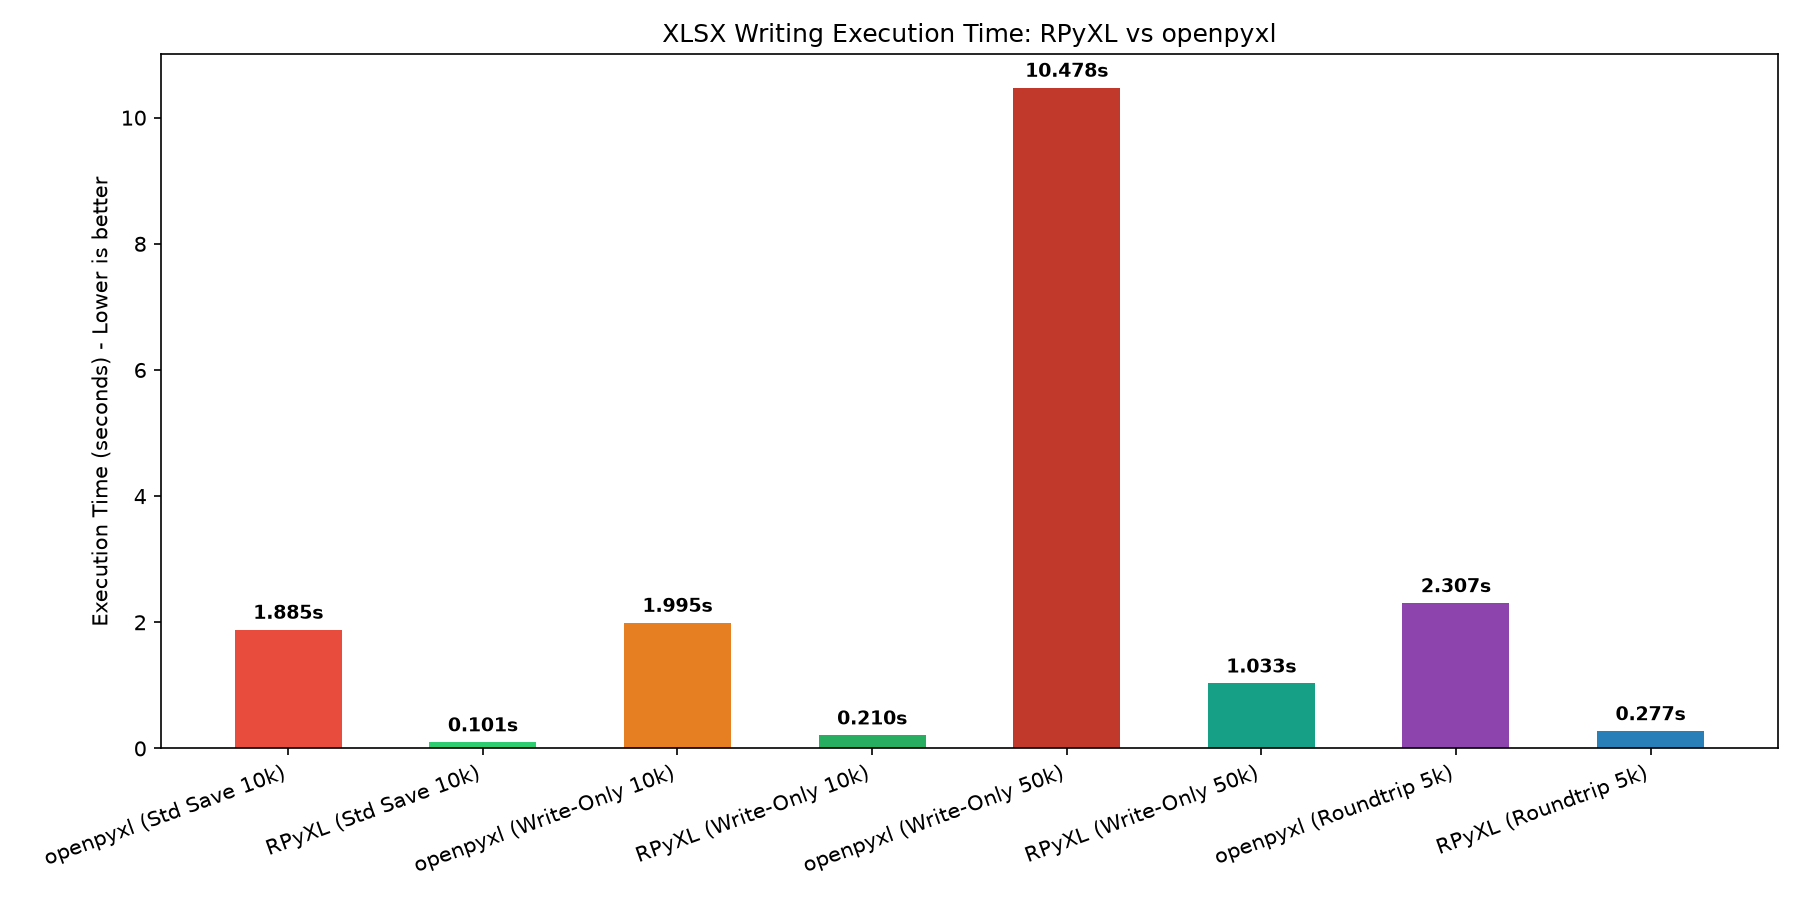 XLSX Writing Execution Time: RPyXL vs openpyxl
Execution Time (seconds) - Lower is better
10
8
6
4
2
0
1.885s
0.101s
1.995s
0.210s
10.478s
1.033s
2.307s
0.277s
openpyxl (Std Save 10k)
RPyXL (Std Save 10k)
openpyxl (Write-Only 10k)
RPyXL (Write-Only 10k)
openpyxl (Write-Only 50k)
RPyXL (Write-Only 50k)
openpyxl (Roundtrip 5k)
RPyXL (Roundtrip 5k)